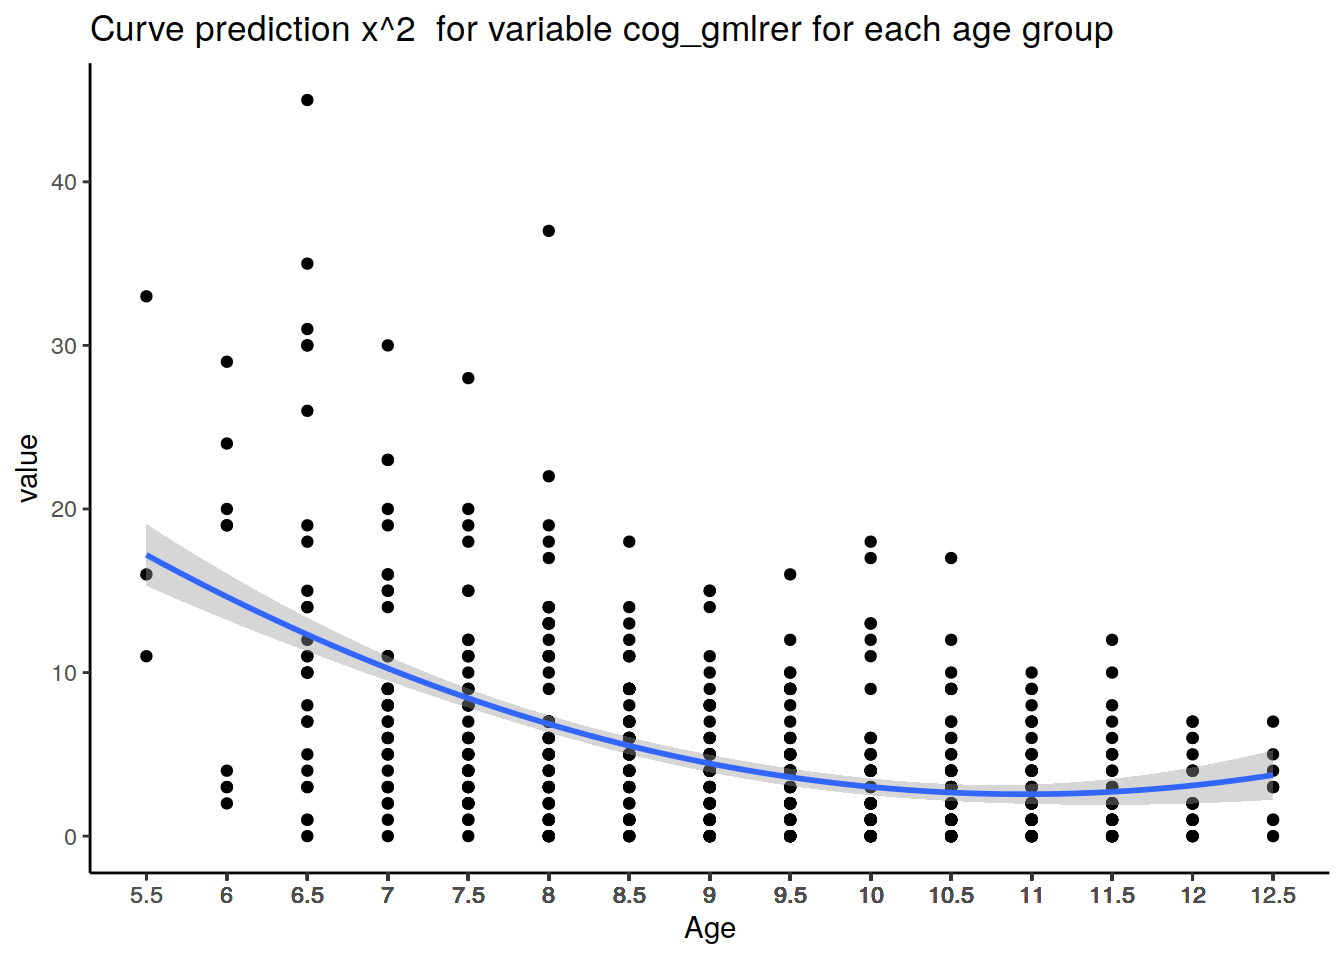 Curve prediction x^2  for variable cog_gmlrer for each age group
value
40
30
20
10
0
5.5 6 6.5 7 7.5 8 8.5 9 9.5 10 10.5 11 11.5 12 12.5
Age